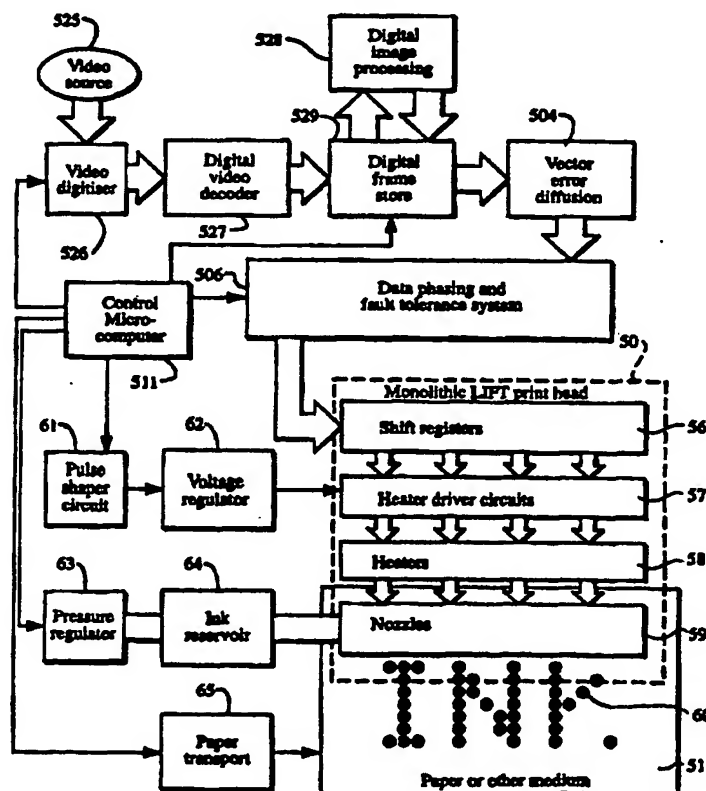 525
Video
source
528
Digital
image
processing
529
504
Video
digitiser
526
Digital
video
decoder
527
Digital
frame
store
Vector
error
diffusion
506
Data phasing and
fault tolerance system
Control
Micro-
computer
511
50
Monolithic LIFT print head
Shift registers
56
61
Pulse
shaper
circuit
62
Voltage
regulator
Heater driver circuits
57
Heaters
58
63
Pressure
regulator
64
Ink
reservoir
Nozzles
59
INK
60
65
Paper
transport
51
Paper or other medium